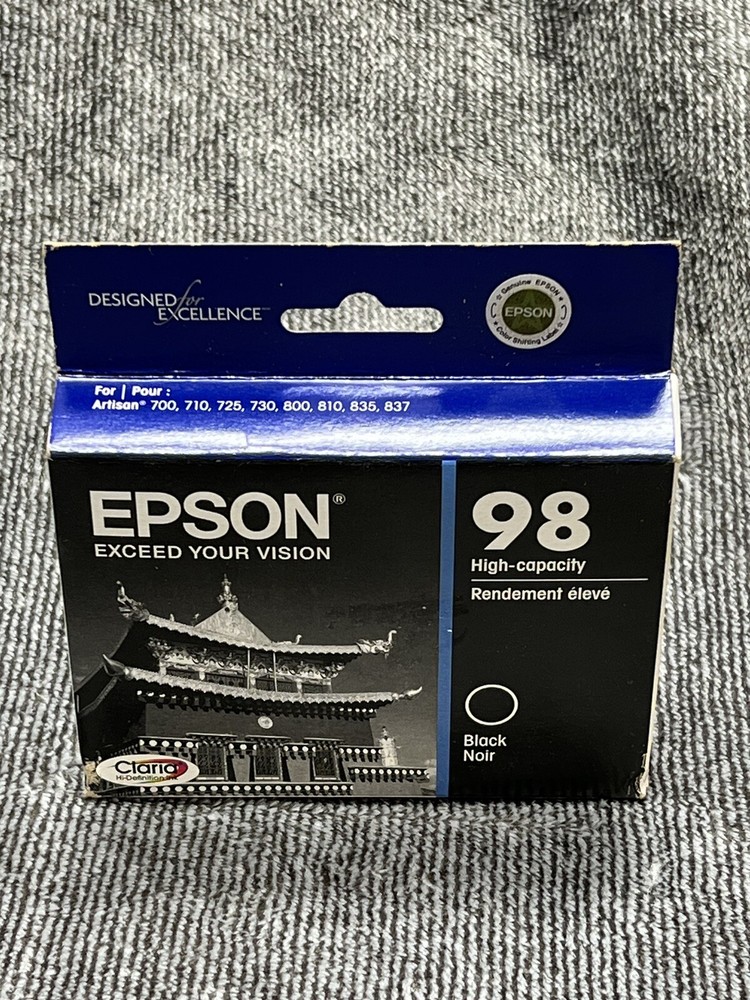 DESIGNED for EXCELLENCE™
Genuine EPSON
EPSON
Color Shifting Label
For | Pour :
Artisan® 700, 710, 725, 730, 800, 810, 835, 837
EPSON®
EXCEED YOUR VISION
98
High-capacity
Rendement élevé
Black
Noir
Claria
Hi-Definition Ink